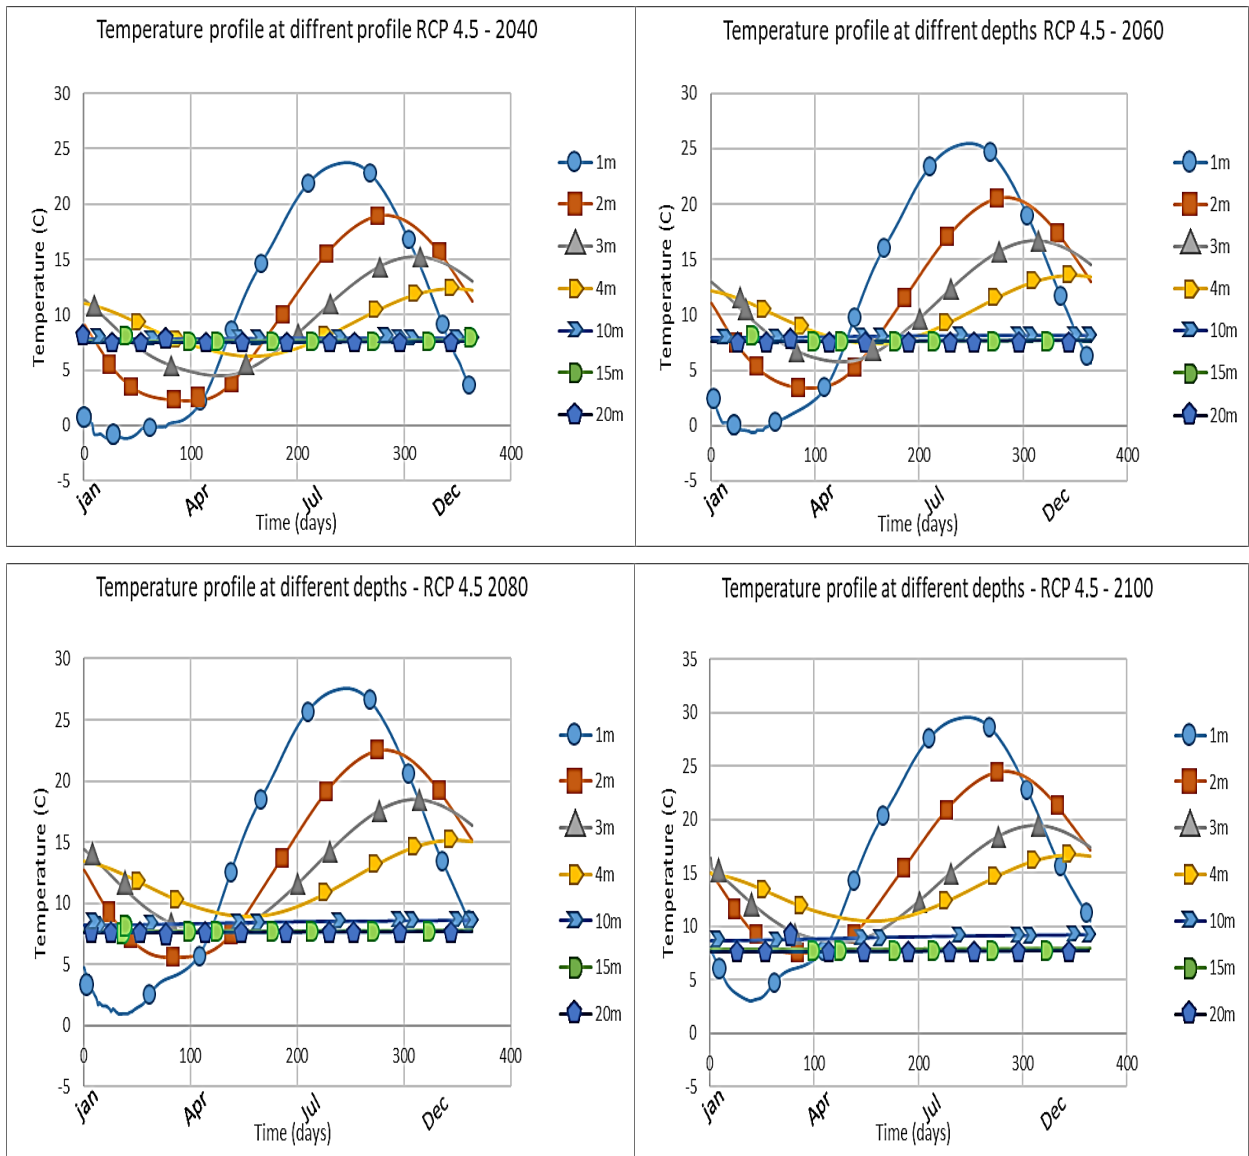 Temperature profile at diffrent profile RCP 4.5 - 2040
30
25
20
15
10
5
0
-5
Temperature (C)
0 100 200 300 400
jan Apr Jul Dec
Time (days)
1m
2m
3m
4m
10m
15m
20m
Temperature profile at diffrent depths RCP 4.5 - 2060
30
25
20
15
10
5
0
-5
Temperature (C)
0 100 200 300 400
jan Apr Jul Dec
Time (days)
1m
2m
3m
4m
10m
15m
20m
Temperature profile at different depths - RCP 4.5 2080
30
25
20
15
10
5
0
-5
Temperature (C)
0 100 200 300 400
jan Apr Jul Dec
Time (days)
1m
2m
3m
4m
10m
15m
20m
Temperature profile at different depths - RCP 4.5 - 2100
35
30
25
20
15
10
5
0
-5
Temperature (C)
0 100 200 300 400
jan Apr Jul Dec
Time (days)
1m
2m
3m
4m
10m
15m
20m